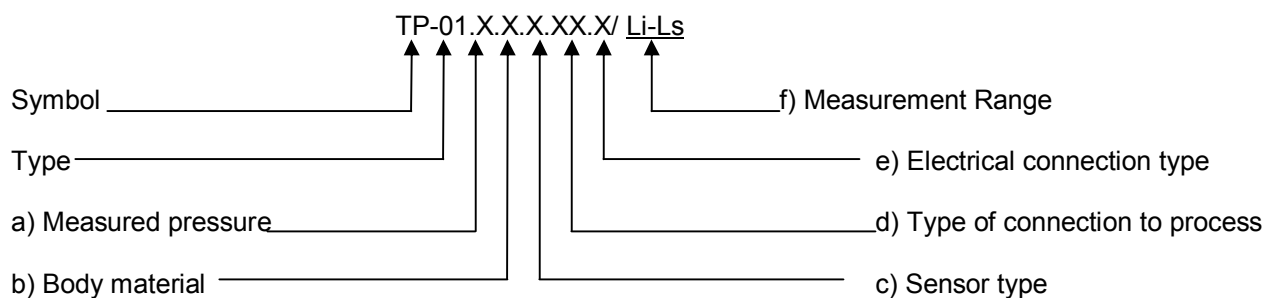 TP-01.X.X.X.XX.X/ Li-Ls
Symbol
f) Measurement Range
Type
e) Electrical connection type
a) Measured pressure
d) Type of connection to process
b) Body material
c) Sensor type